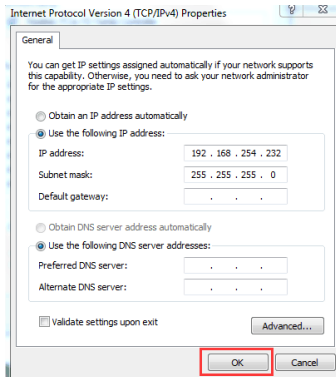 Internet Protocol Version 4 (TCP/IPv4) Properties
General
You can get IP settings assigned automatically if your network supports
this capability. Otherwise, you need to ask your network administrator
for the appropriate IP settings.
Obtain an IP address automatically
Use the following IP address:
IP address: 192 . 168 . 254 . 232
Subnet mask: 255 . 255 . 255 . 0
Default gateway: . . .
Obtain DNS server address automatically
Use the following DNS server addresses:
Preferred DNS server: . . .
Alternate DNS server: . . .
Validate settings upon exit
Advanced...
OK Cancel